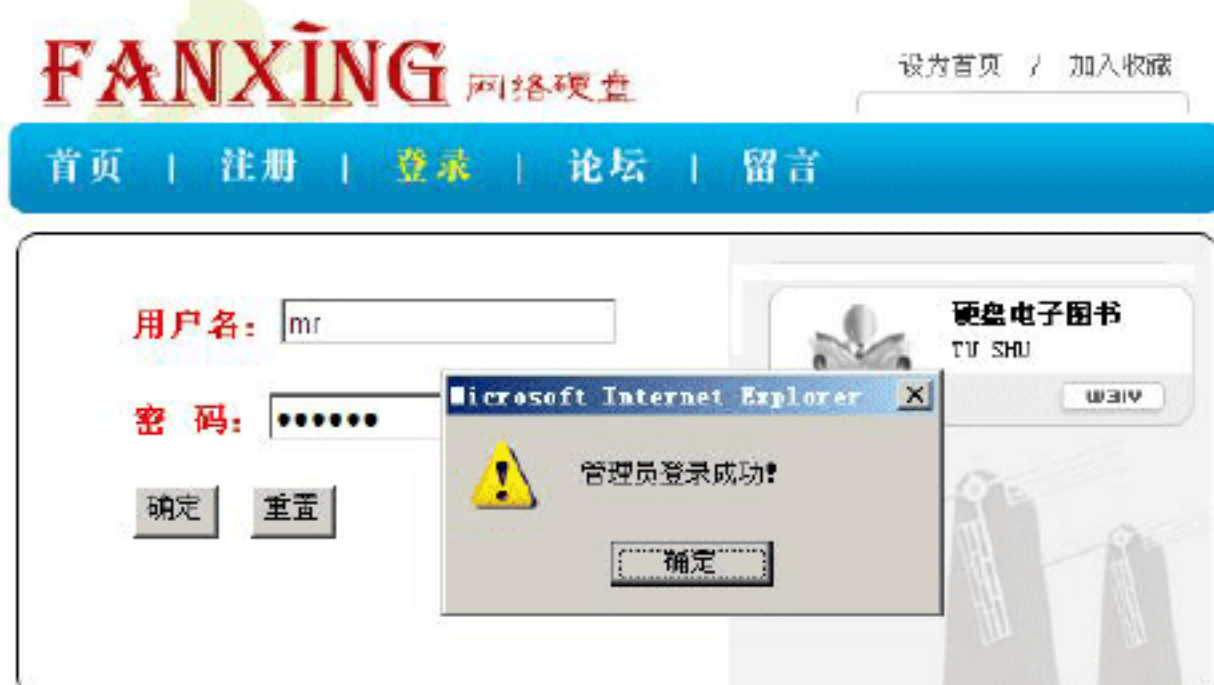 FANXĪNG 网络硬盘
设为首页 / 加入收藏
首页 | 注册 | 登录 | 论坛 | 留言
用户名: mr
硬盘电子图书
TU SHU
密 码: ●●●●●●
VIEW
Microsoft Internet Explorer
管理员登录成功!
确定 重置
确定